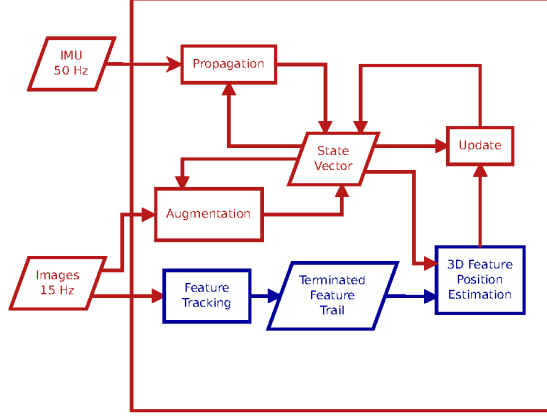 IMU
50 Hz
Propagation
State
Vector
Update
Augmentation
Images
15 Hz
Feature
Tracking
Terminated
Feature
Trail
3D Feature
Position
Estimation